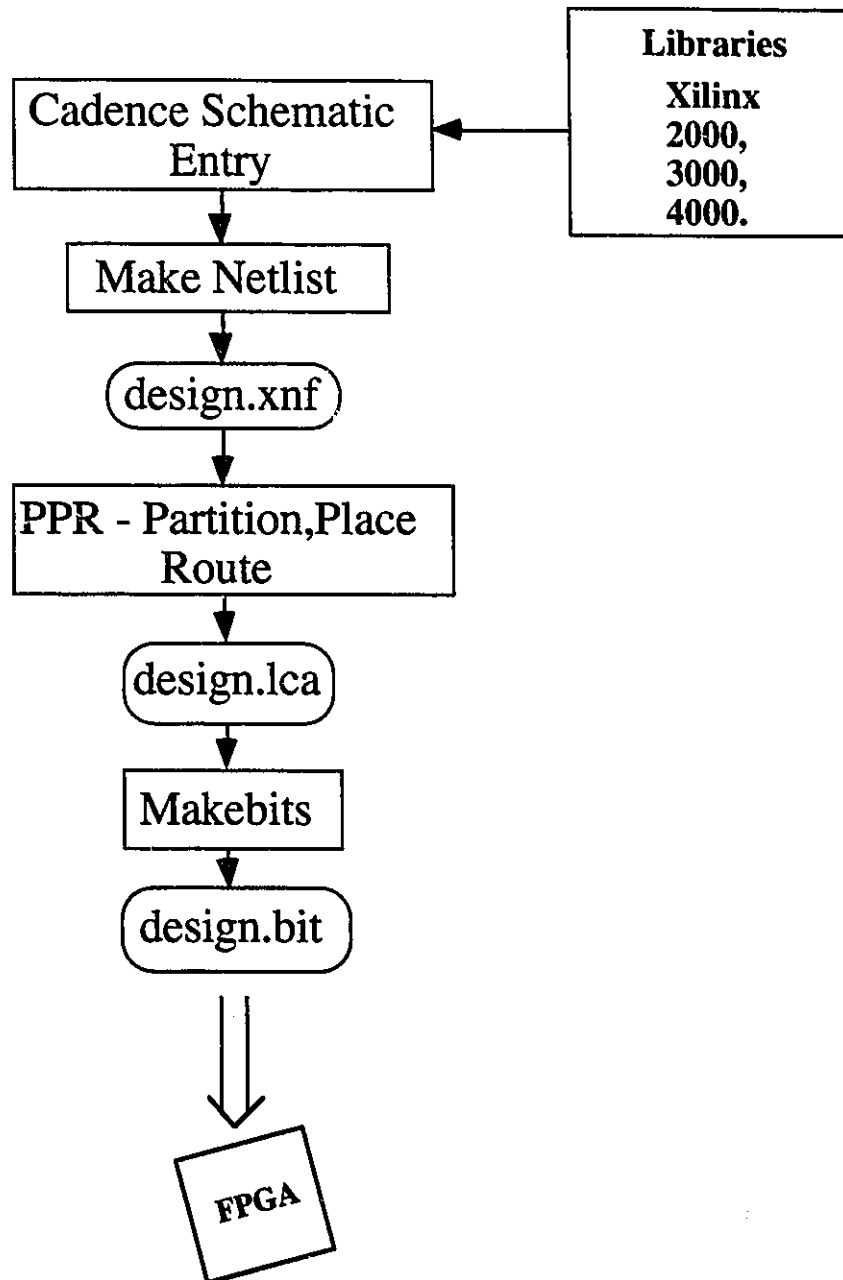 Libraries
Xilinx
2000,
3000,
4000.
Cadence Schematic
Entry
Make Netlist
design.xnf
PPR - Partition,Place
Route
design.lca
Makebits
design.bit
FPGA